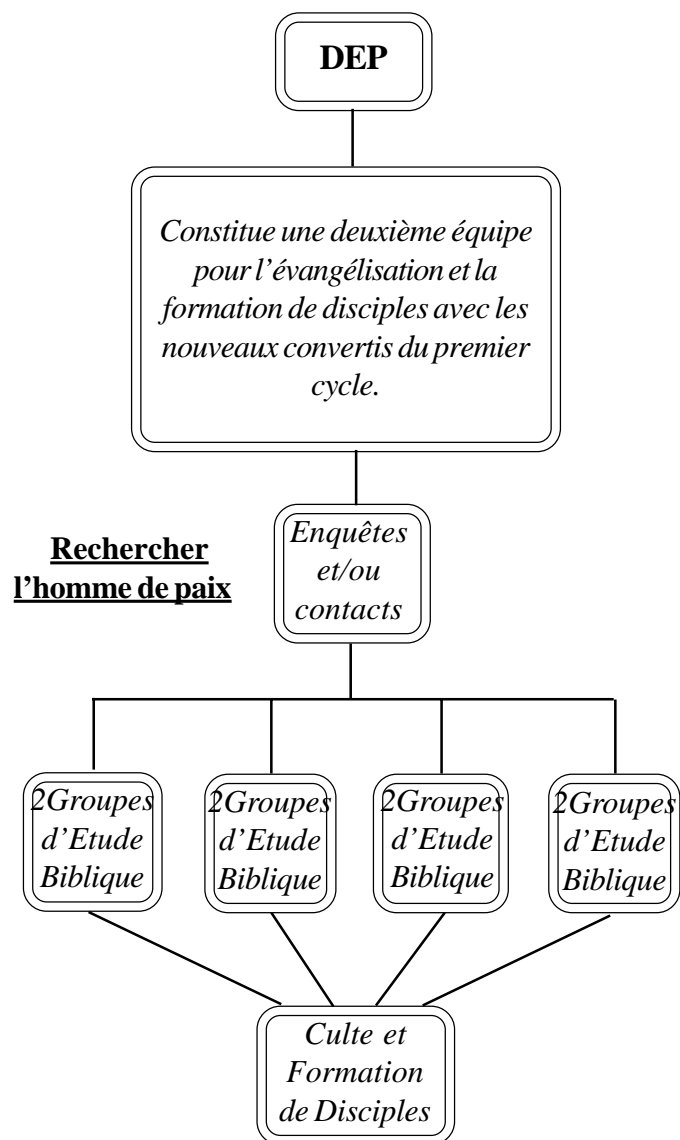 DEP
Constitue une deuxième équipe
pour l'évangélisation et la
formation de disciples avec les
nouveaux convertis du premier
cycle.
Rechercher
l'homme de paix
Enquêtes
et/ou
contacts
2Groupes
d'Etude
Biblique
2Groupes
d'Etude
Biblique
2Groupes
d'Etude
Biblique
2Groupes
d'Etude
Biblique
Culte et
Formation
de Disciples